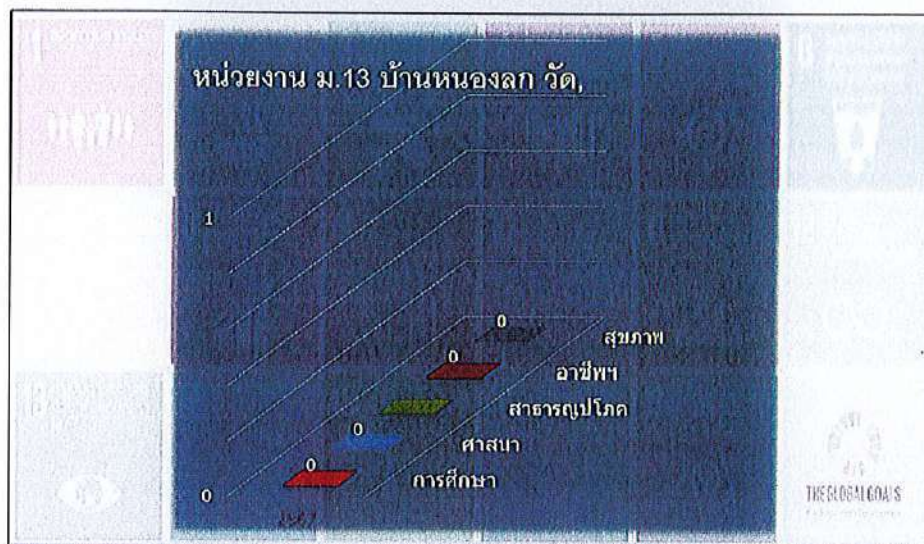 หน่วยงาน ม.13 บ้านหนองลก วัด,
1
0
สุขภาพ
0
อาชีพฯ
สาธารณูปโภค
0
ศาสนา
0
การศึกษา
0
2567
THE GLOBAL GOALS